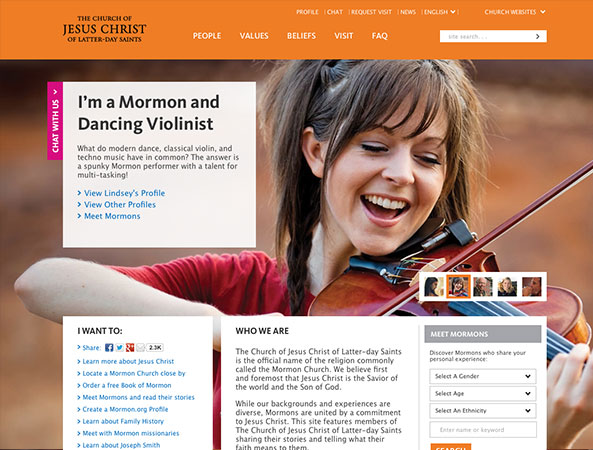 THE CHURCH OF
JESUS CHRIST
OF LATTER-DAY SAINTS
PROFILE | CHAT | REQUEST VISIT | NEWS | ENGLISH | CHURCH WEBSITES
PEOPLE VALUES BELIEFS VISIT FAQ
site search...
CHAT WITH US
I'm a Mormon and
Dancing Violinist
What do modern dance, classical violin, and
techno music have in common? The answer is
a spunky Mormon performer with a talent for
multi-tasking!
View Lindsey's Profile
View Other Profiles
Meet Mormons
I WANT TO:
Share: 2.3K
Learn more about Jesus Christ
Locate a Mormon Church close by
Order a free Book of Mormon
Meet Mormons and read their stories
Create a Mormon.org Profile
Learn about Family History
Meet with Mormon missionaries
Learn about Joseph Smith
WHO WE ARE
The Church of Jesus Christ of Latter-day Saints
is the official name of the religion commonly
called the Mormon Church. We believe first
and foremost that Jesus Christ is the Savior of
the world and the Son of God.
While our backgrounds and experiences are
diverse, Mormons are united by a commitment
to Jesus Christ. This site features members of
The Church of Jesus Christ of Latter-day Saints
sharing their stories and telling what their
faith means to them.
MEET MORMONS
Discover Mormons who share your
personal experience:
Select A Gender
Select Age
Select An Ethnicity
Enter name or keyword
SEARCH